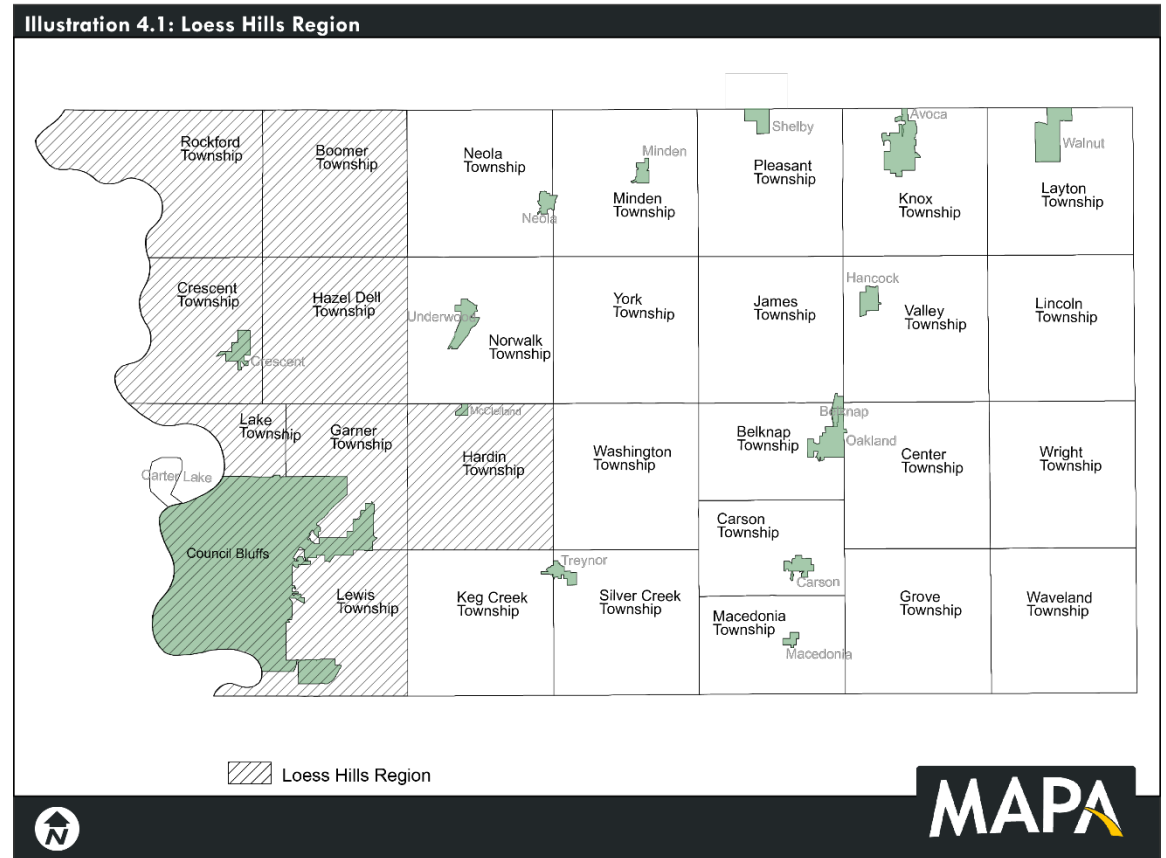 Illustration 4.1: Loess Hills Region
Rockford
Township
Boomer
Township
Neola
Township
Neola
Minden
Minden
Township
Shelby
Pleasant
Township
Avoca
Knox
Township
Walnut
Layton
Township
Crescent
Township
Crescent
Hazel Dell
Township
Underwood
Norwalk
Township
York
Township
James
Township
Hancock
Valley
Township
Lincoln
Township
Lake
Township
Garner
Township
McClelland
Hardin
Township
Washington
Township
Belknap
Belknap
Township
Oakland
Center
Township
Wright
Township
Carter Lake
Council Bluffs
Carson
Township
Carson
Lewis
Township
Keg Creek
Township
Treynor
Silver Creek
Township
Macedonia
Township
Macedonia
Grove
Township
Waveland
Township
Loess Hills Region
N
MAPA